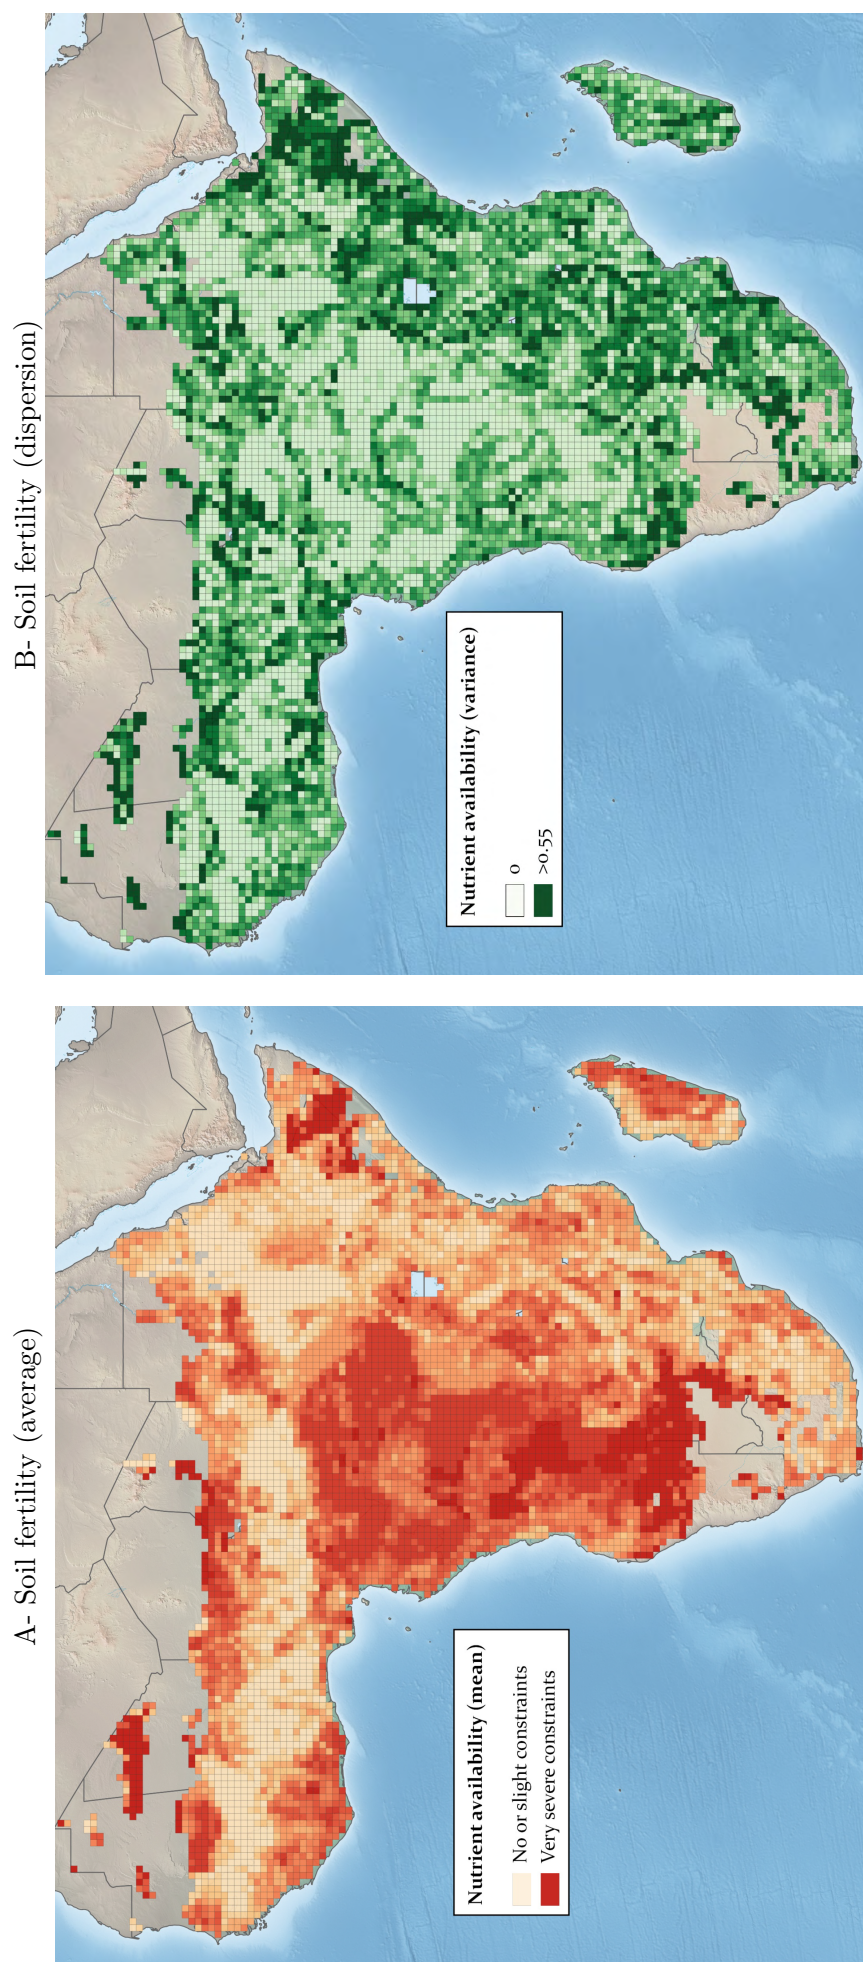 A- Soil fertility (average)
Nutrient availability (mean)
No or slight constraints
Very severe constraints
B- Soil fertility (dispersion)
Nutrient availability (variance)
0
>0.55